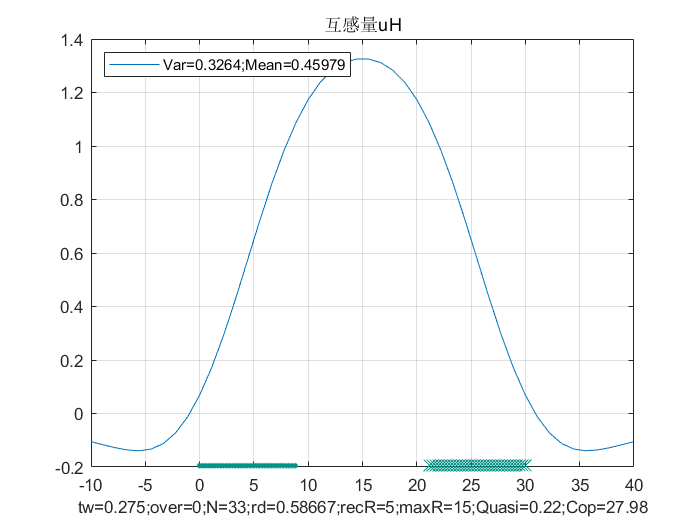 互感量uH
Var=0.3264;Mean=0.45979
1.4
1.2
1
0.8
0.6
0.4
0.2
0
-0.2
-10 -5 0 5 10 15 20 25 30 35 40
tw=0.275;over=0;N=33;rd=0.58667;recR=5;maxR=15;Quasi=0.22;Cop=27.98